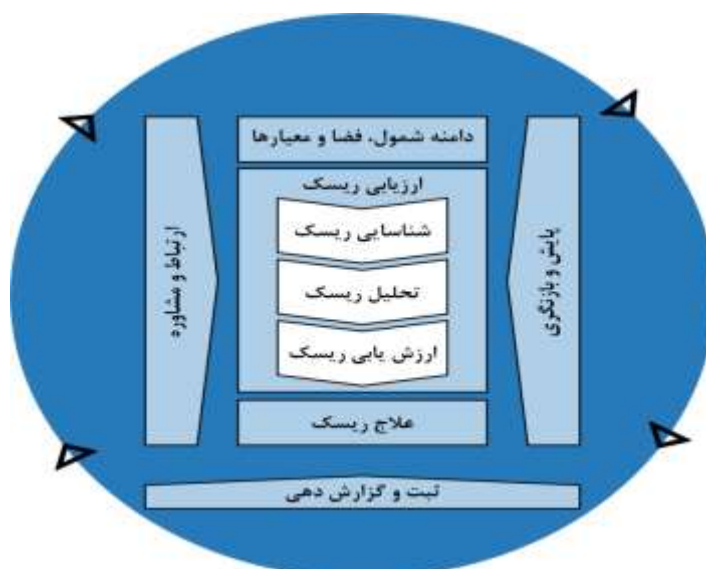 دامنه شمول، فضا و معیارها
ارزیابی ریسک
شناسایی ریسک
تحلیل ریسک
ارزش یابی ریسک
علاج ریسک
پایش و بازنگری
ارتباط و مشاوره
ثبت و گزارش دهی